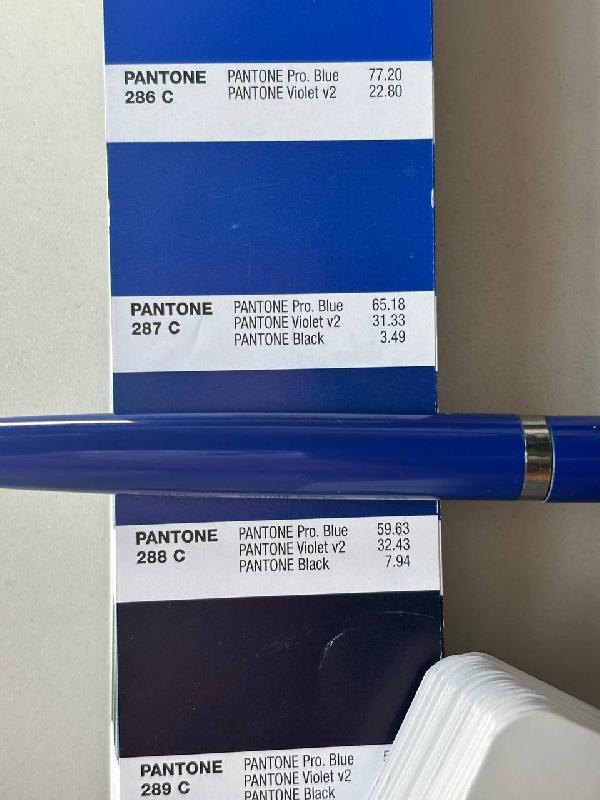 PANTONE PANTONE Pro. Blue 77.20
286 C PANTONE Violet v2 22.80
PANTONE PANTONE Pro. Blue 65.18
287 C PANTONE Violet v2 31.33
PANTONE Black 3.49
PANTONE PANTONE Pro. Blue 59.63
288 C PANTONE Violet v2 32.43
PANTONE Black 7.94
PANTONE PANTONE Pro. Blue
289 C PANTONE Violet v2
PANTONE Black